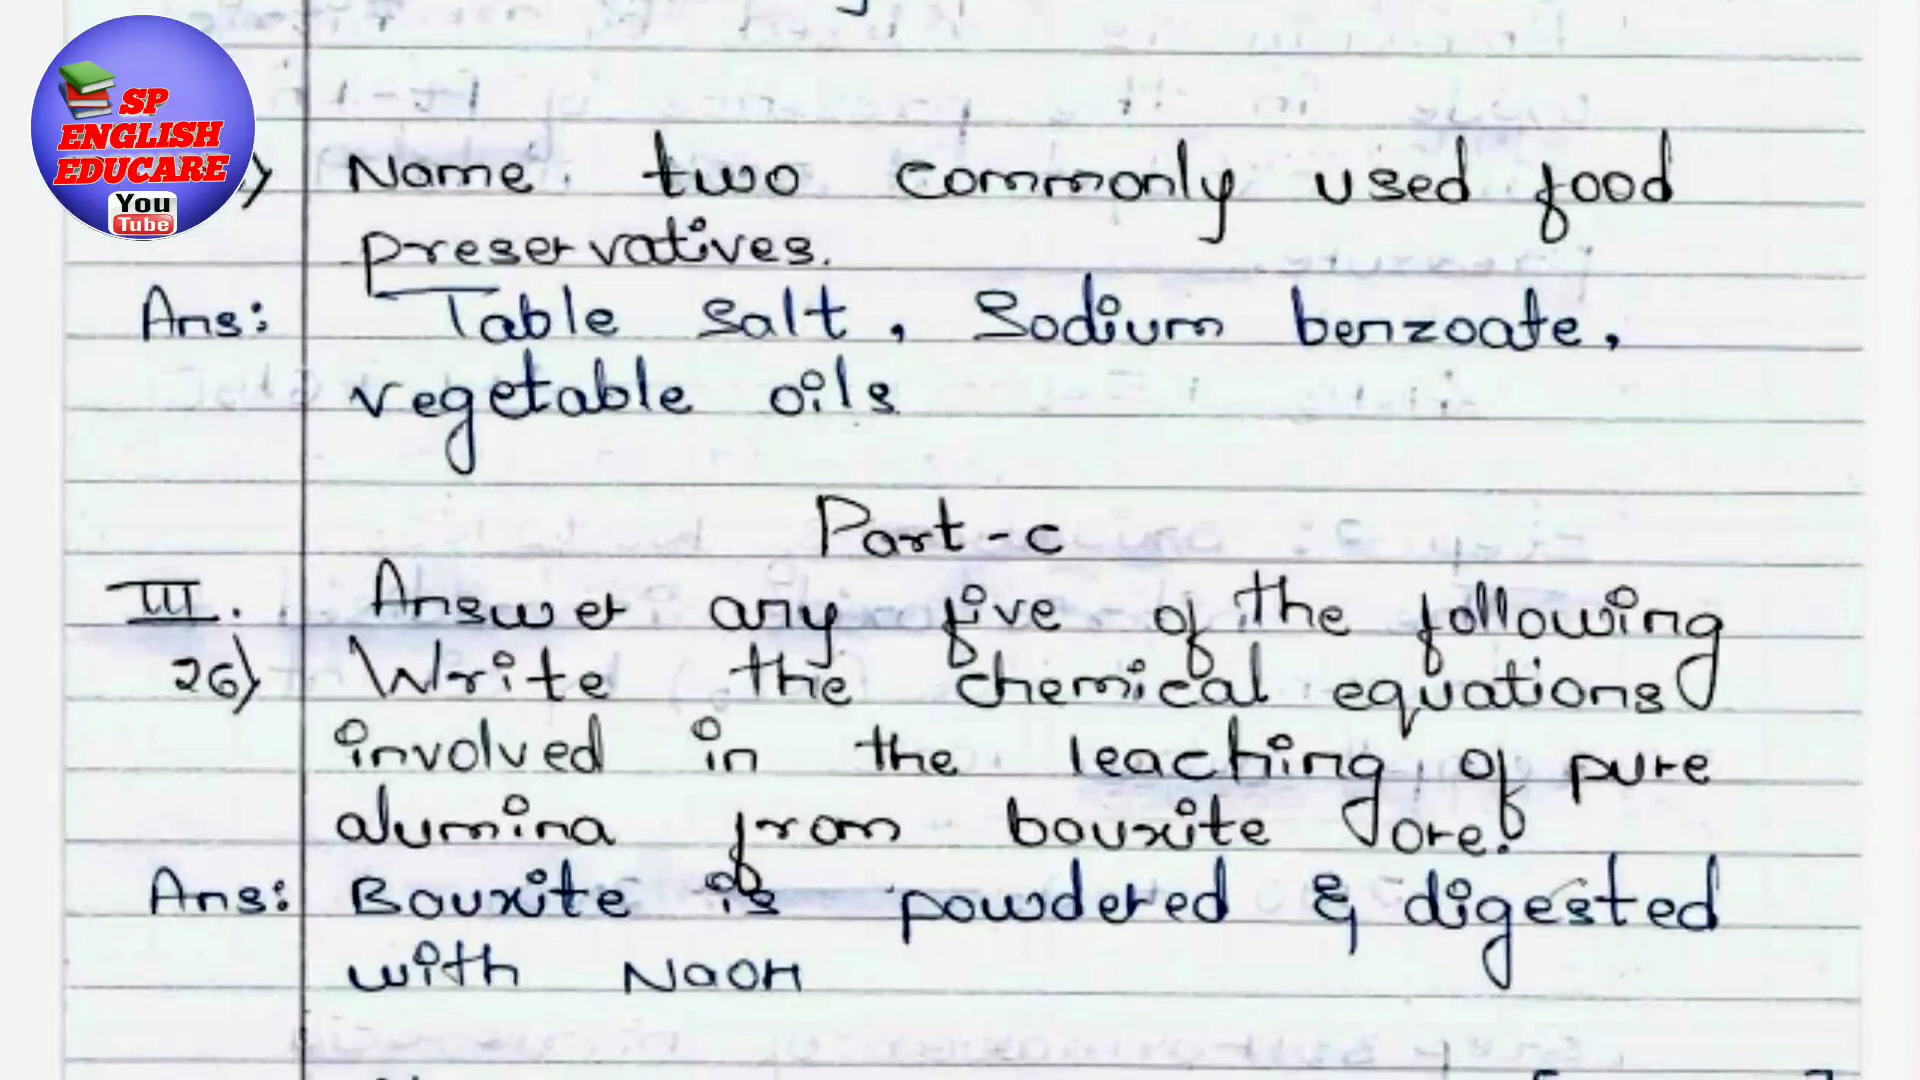 SP
ENGLISH
EDUCARE
You
Tube
Name two commonly used food
preservatives.
Ans: Table salt, Sodium benzoate,
vegetable oils
Part-c
III. Answer any five of the following
26) Write the chemical equations
involved in the leaching of pure
alumina from bauxite ore.
Ans: Bauxite is powdered & digested
with NaOH